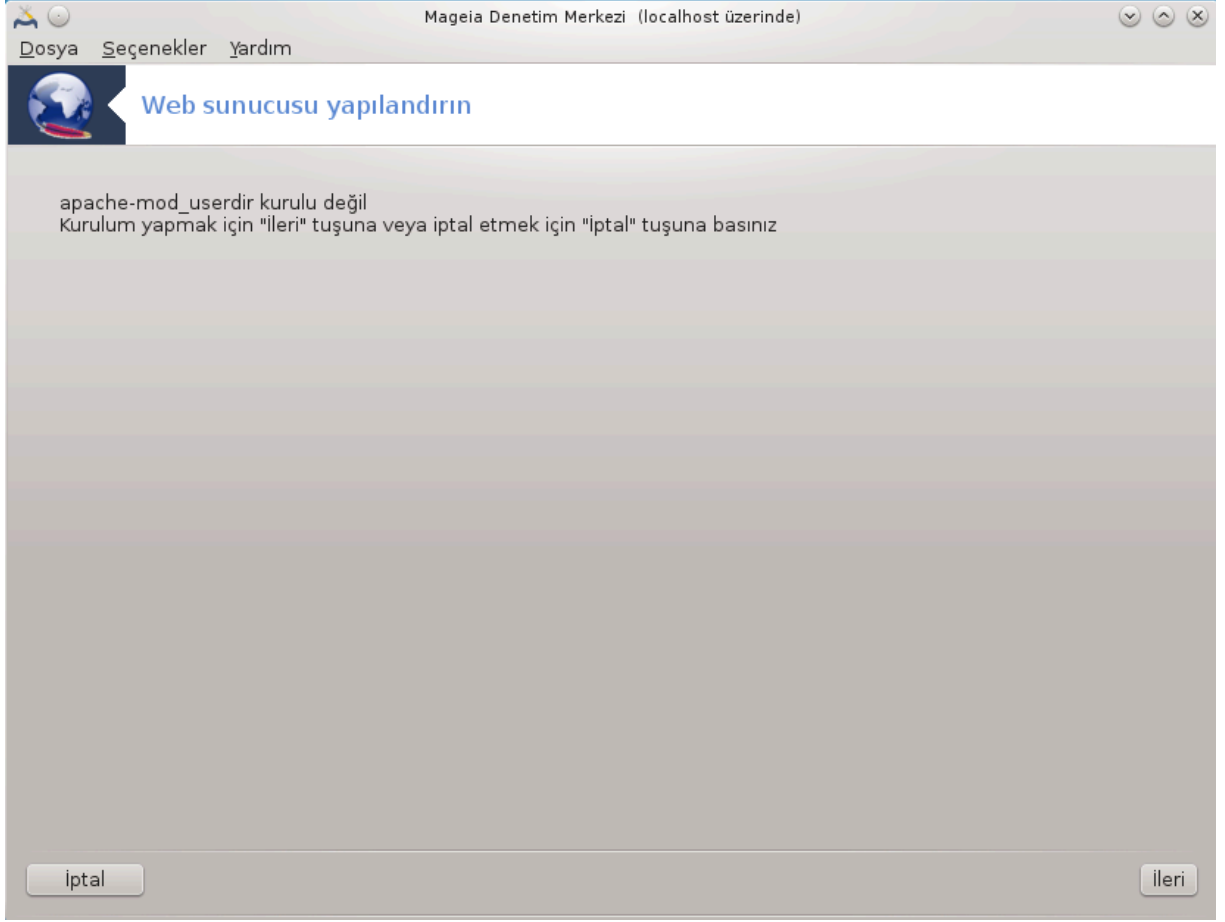 Mageia Denetim Merkezi (localhost üzerinde)
Dosya Seçenekler Yardım
Web sunucusu yapılandırın
apache-mod_userdir kurulu değil
Kurulum yapmak için "İleri" tuşuna veya iptal etmek için "İptal" tuşuna basınız
İptal
İleri